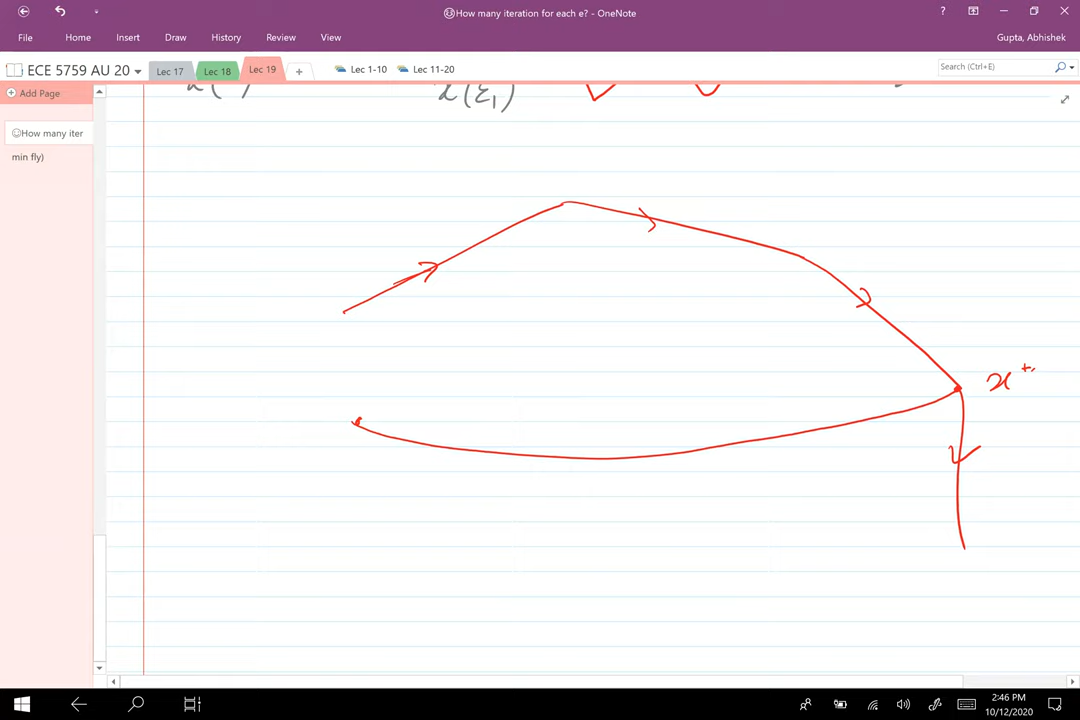 How many iteration for each e? - OneNote
?
File
Home
Insert
Draw
History
Review
View
Gupta, Abhishek
ECE 5759 AU 20
Lec 17
Lec 18
Lec 19
Lec 1-10
Lec 11-20
Search (Ctrl+E)
Add Page
How many iter
min f(y)
x(ε₁)
x*
2:46 PM
10/12/2020